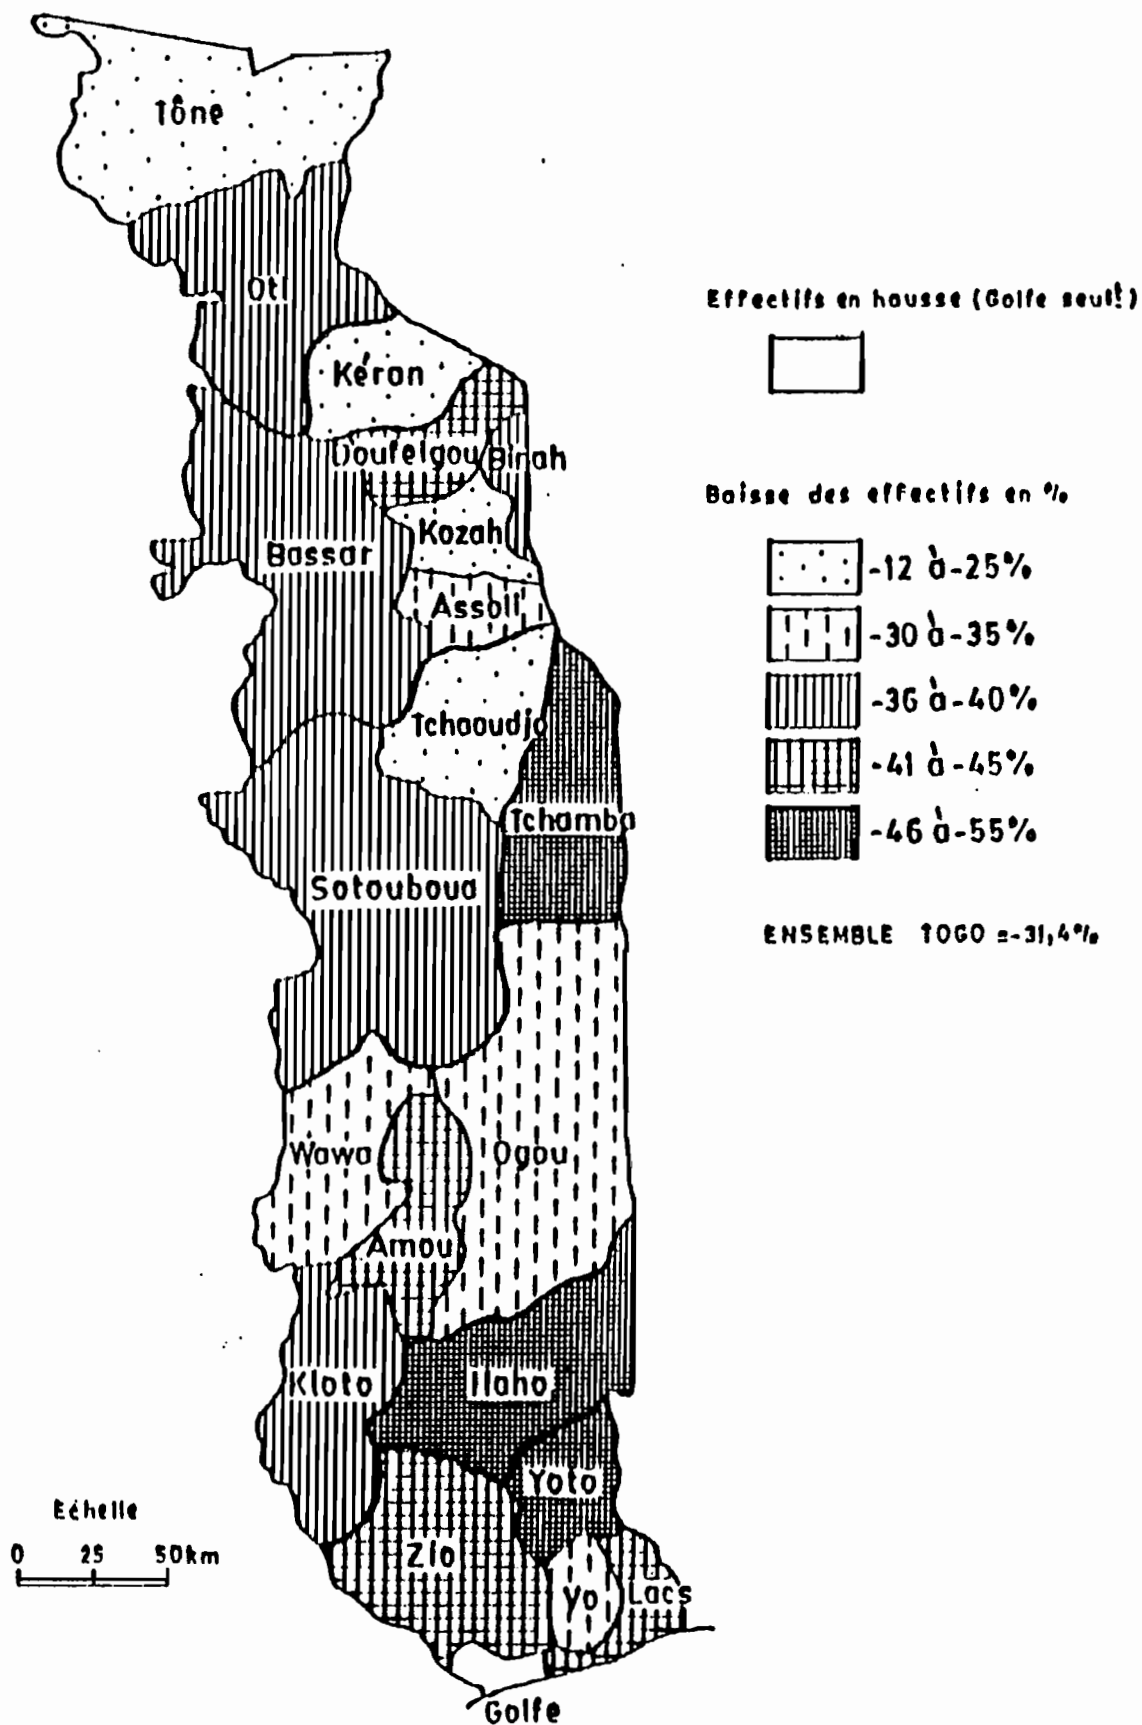 Tône
Oti
Effectifs en hausse (Golfe seult)
Kéran
Doufelgou
Binah
Baisse des effectifs en %
Kozah
Bassar
-12 à -25%
Assoli
-30 à -35%
-36 à -40%
Tchaoudjo
-41 à -45%
Tchamba
-46 à -55%
Sotouboua
ENSEMBLE TOGO =-31,4%
Wawa
Ogou
Amou
Kloto
Haho
Yoto
Echelle
0 25 50km
Zio
Yo
Lacs
Golfe